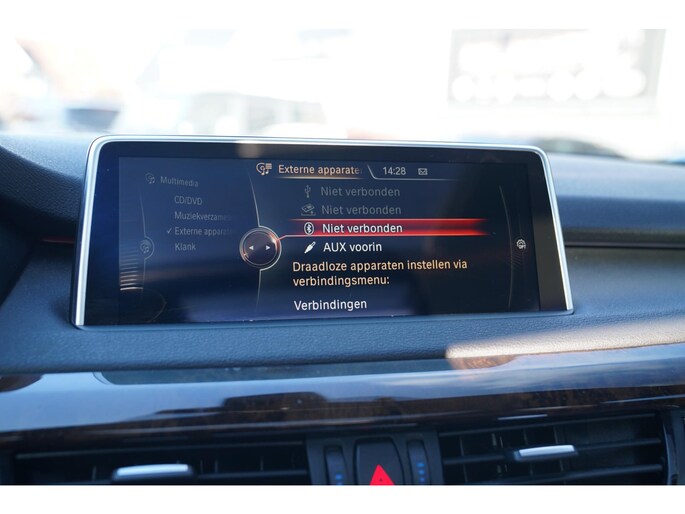 Externe apparaten
14:28
Multimedia
CD/DVD
Muziekverzam
Externe apparat
Klank
Niet verbonden
Niet verbonden
Niet verbonden
AUX voorin
Draadloze apparaten instellen via
verbindingsmenu:
Verbindingen